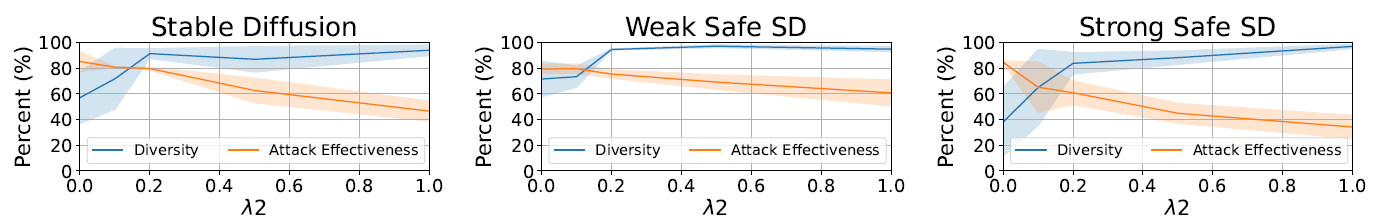 Stable Diffusion
Percent (%)
100
80
60
40
20
0
Diversity
Attack Effectiveness
0.0 0.2 0.4 0.6 0.8 1.0
λ2
Weak Safe SD
Percent (%)
100
80
60
40
20
0
Diversity
Attack Effectiveness
0.0 0.2 0.4 0.6 0.8 1.0
λ2
Strong Safe SD
Percent (%)
100
80
60
40
20
0
Diversity
Attack Effectiveness
0.0 0.2 0.4 0.6 0.8 1.0
λ2